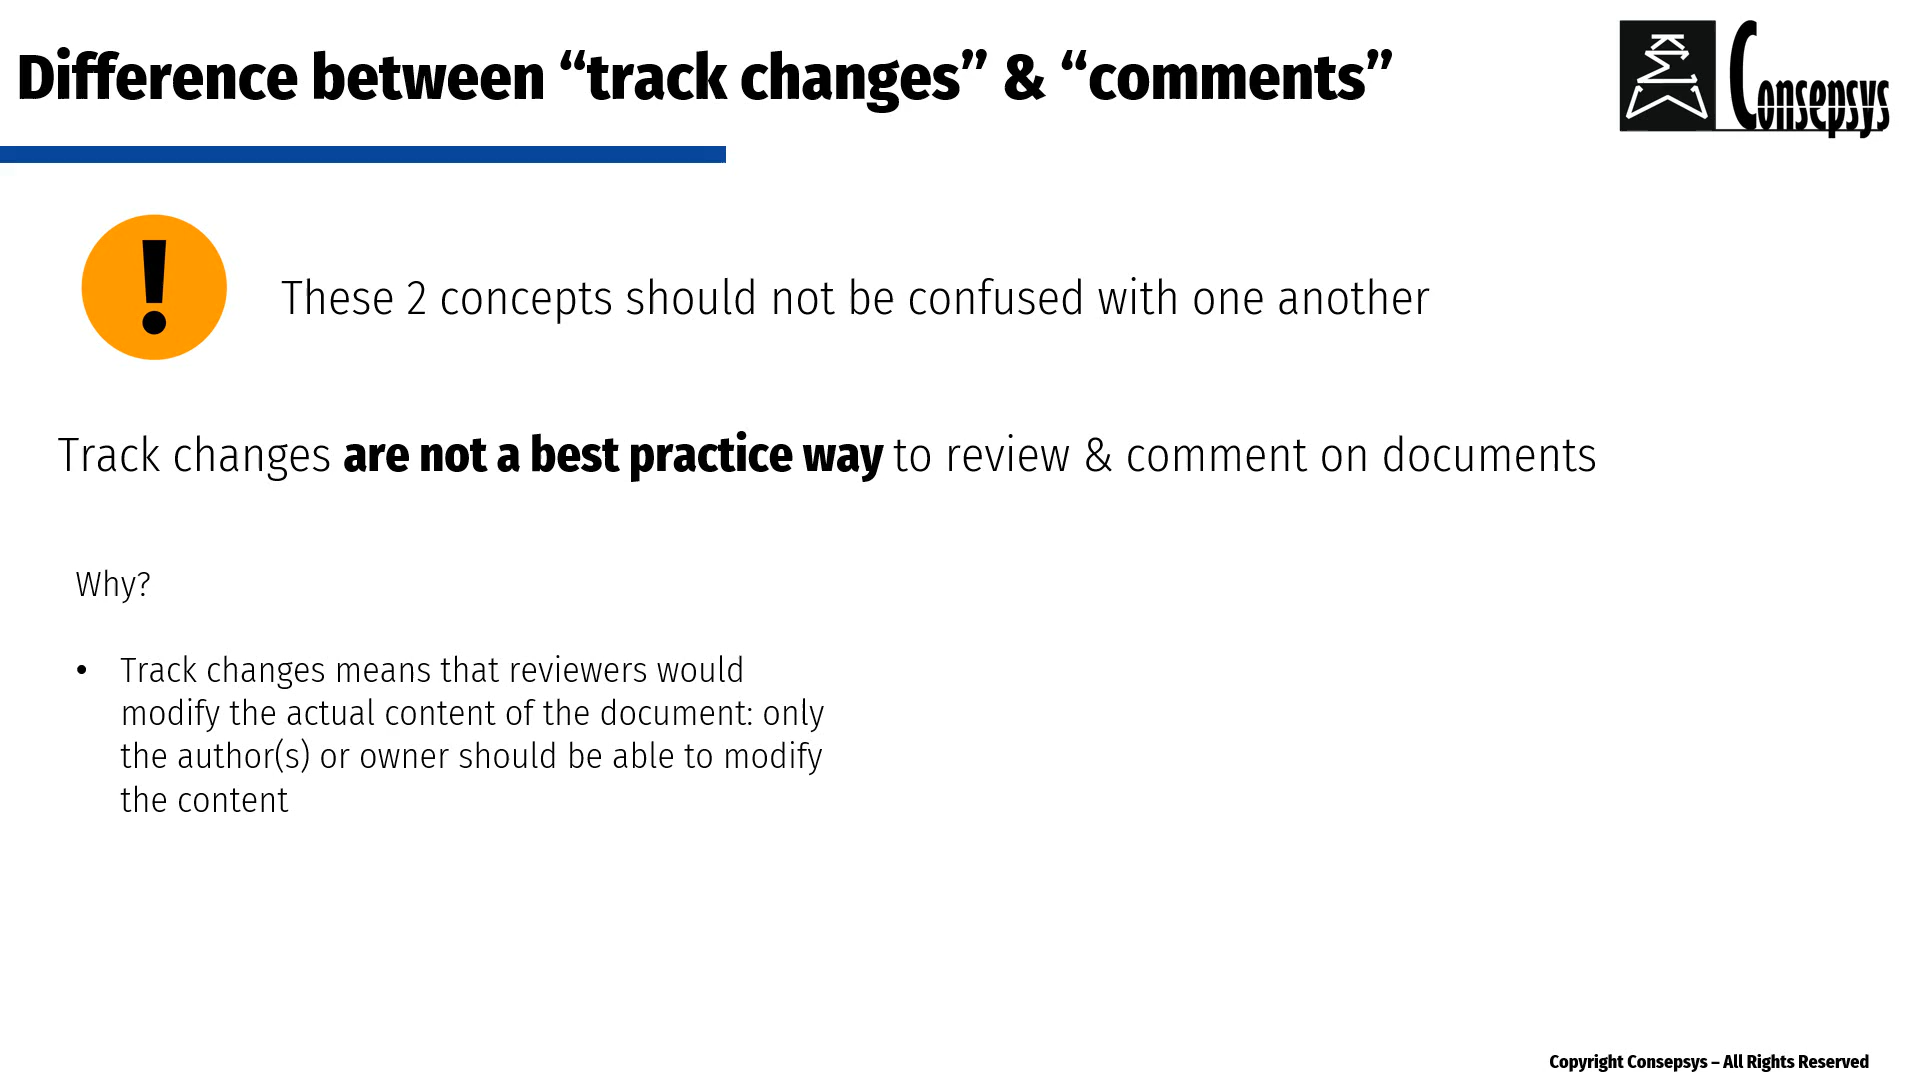 Difference between “track changes” & “comments”
Consepsys
!
These 2 concepts should not be confused with one another
Track changes are not a best practice way to review & comment on documents
Why?
• Track changes means that reviewers would
modify the actual content of the document: only
the author(s) or owner should be able to modify
the content
Copyright Consepsys – All Rights Reserved